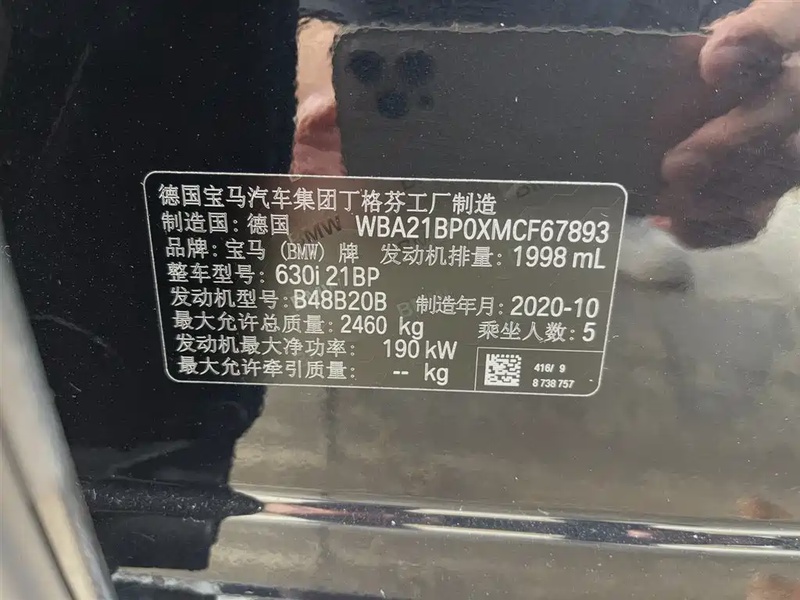 德国宝马汽车集团丁格芬工厂制造
制造国: 德国 WBA21BP0XMCF67893
品牌: 宝马 (BMW) 牌 发动机排量: 1998 mL
整车型号: 630i 21BP
发动机型号: B48B20B 制造年月: 2020-10
最大允许总质量: 2460 kg 乘坐人数: 5
发动机最大净功率: 190 kW
最大允许牵引质量: -- kg
416/ 9
8 738 757